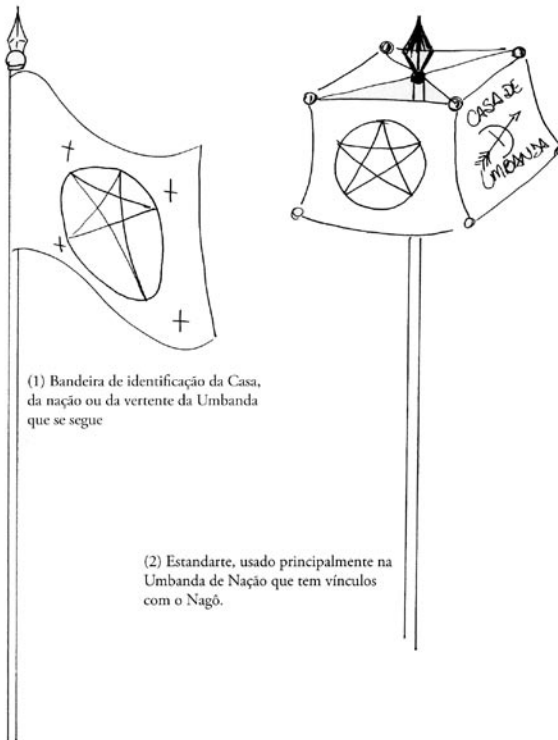 CASA DE
UMBANDA
(1) Bandeira de identificação da Casa,
da nação ou da vertente da Umbanda
que se segue
(2) Estandarte, usado principalmente na
Umbanda de Nação que tem vínculos
com o Nagô.